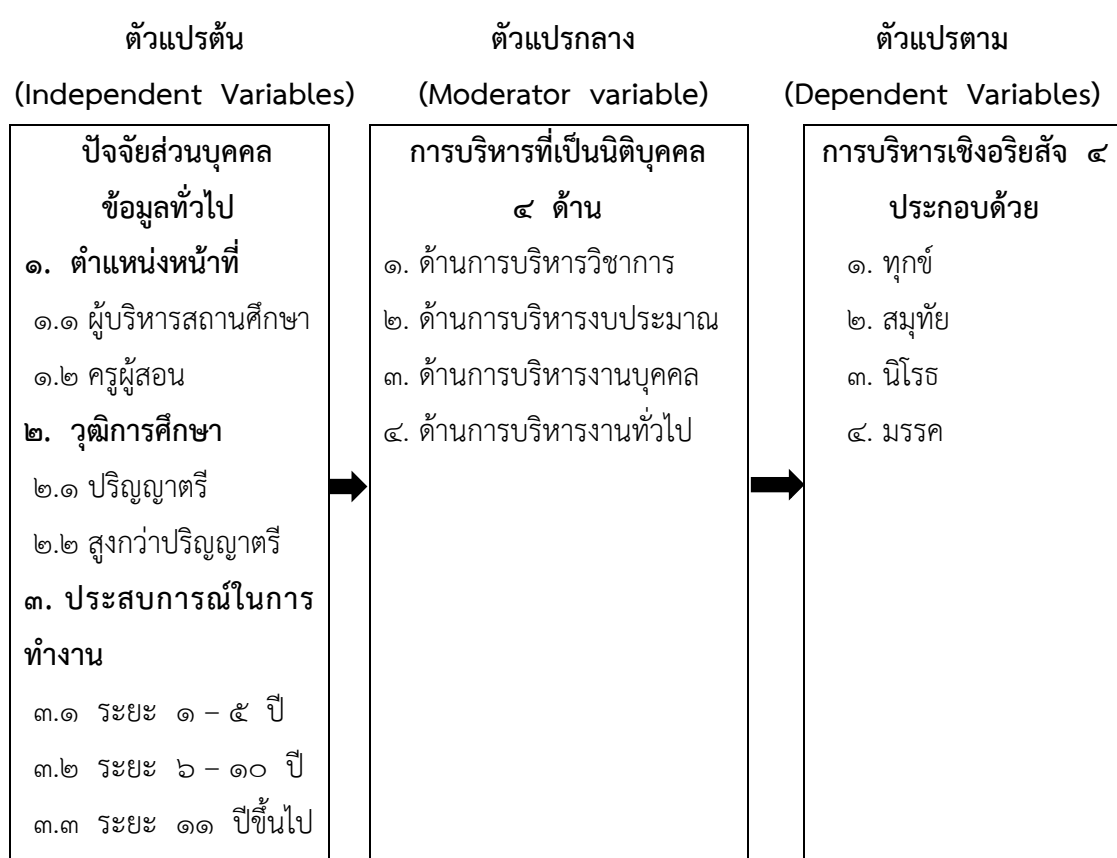 ตัวแปรต้น
(Independent Variables)
ปัจจัยส่วนบุคคล
ข้อมูลทั่วไป
๑. ตำแหน่งหน้าที่
๑.๑ ผู้บริหารสถานศึกษา
๑.๒ ครูผู้สอน
๒. วุฒิการศึกษา
๒.๑ ปริญญาตรี
๒.๒ สูงกว่าปริญญาตรี
๓. ประสบการณ์ในการ
ทำงาน
๓.๑ ระยะ ๑ – ๕ ปี
๓.๒ ระยะ ๖ – ๑๐ ปี
๓.๓ ระยะ ๑๑ ปีขึ้นไป
ตัวแปรกลาง
(Moderator variable)
การบริหารที่เป็นนิติบุคคล
๔ ด้าน
๑. ด้านการบริหารวิชาการ
๒. ด้านการบริหารงบประมาณ
๓. ด้านการบริหารงานบุคคล
๔. ด้านการบริหารงานทั่วไป
ตัวแปรตาม
(Dependent Variables)
การบริหารเชิงอริยสัจ ๔
ประกอบด้วย
๑. ทุกข์
๒. สมุทัย
๓. นิโรธ
๔. มรรค